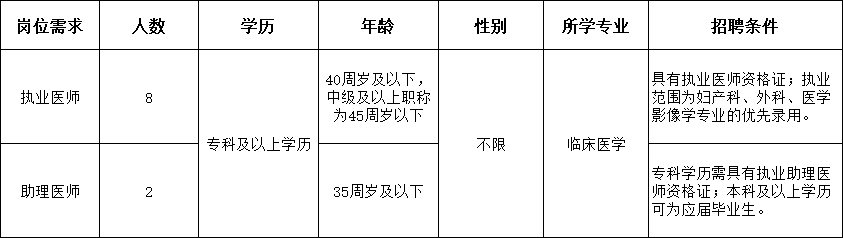 岗位需求 人数 学历 年龄 性别 所学专业 招聘条件
执业医师 8 专科及以上学历 40周岁及以下，
中级及以上职称
为45周岁以下 不限 临床医学 具有执业医师资格证；执业
范围为妇产科、外科、医学
影像学专业的优先录用。
助理医师 2 35周岁及以下 专科学历需具有执业助理医
师资格证；本科及以上学历
可为应届毕业生。